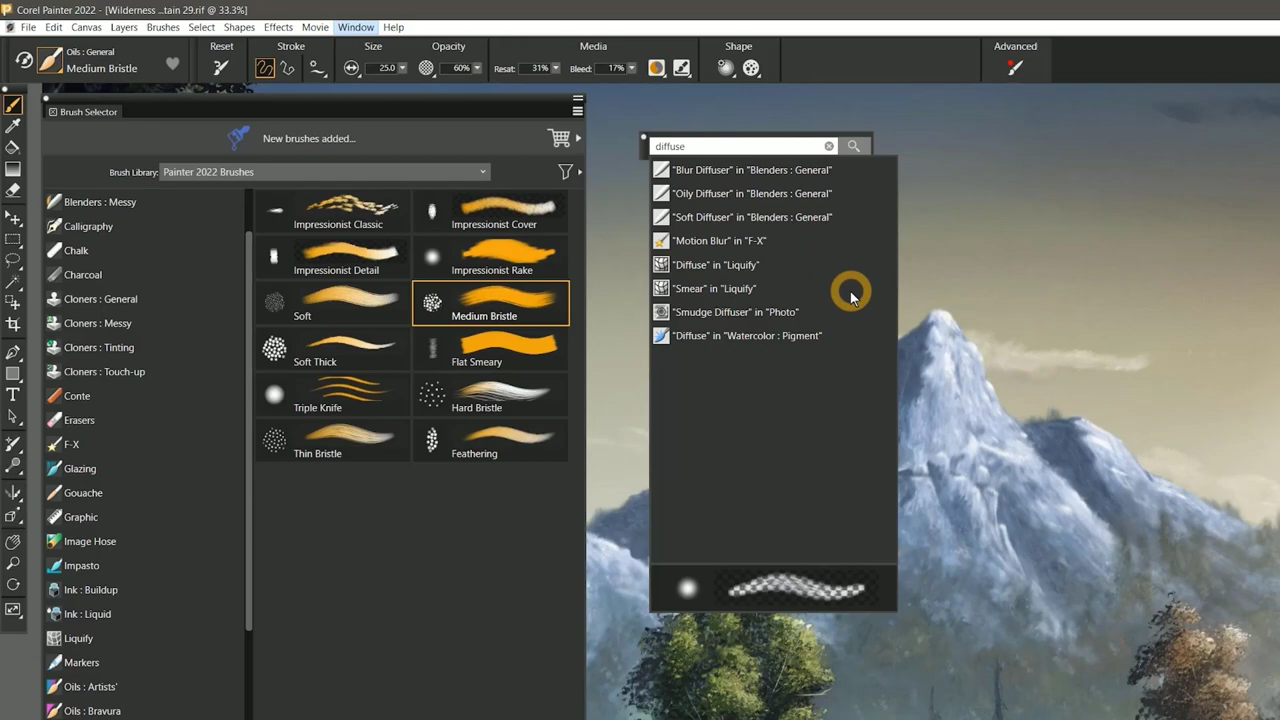 Corel Painter 2022 - [Wilderness ...tain 29.rif @ 33.3%]
File Edit Canvas Layers Brushes Select Shapes Effects Movie Window Help
Oils: General
Medium Bristle
Reset
Stroke
Size
25.0
Opacity
60%
Media
Resat: 31% Bleed: 17%
Shape
Advanced
Brush Selector
New brushes added...
Brush Library: Painter 2022 Brushes
Blenders : Messy
Calligraphy
Chalk
Charcoal
Cloners : General
Cloners : Messy
Cloners : Tinting
Cloners : Touch-up
Conte
Erasers
F-X
Glazing
Gouache
Graphic
Image Hose
Impasto
Ink : Buildup
Ink : Liquid
Liquify
Markers
Oils : Artists'
Oils : Bravura
Impressionist Classic
Impressionist Cover
Impressionist Detail
Impressionist Rake
Soft
Medium Bristle
Soft Thick
Flat Smeary
Triple Knife
Hard Bristle
Thin Bristle
Feathering
diffuse
"Blur Diffuser" in "Blenders : General"
"Oily Diffuser" in "Blenders : General"
"Soft Diffuser" in "Blenders : General"
"Motion Blur" in "F-X"
"Diffuse" in "Liquify"
"Smear" in "Liquify"
"Smudge Diffuser" in "Photo"
"Diffuse" in "Watercolor : Pigment"